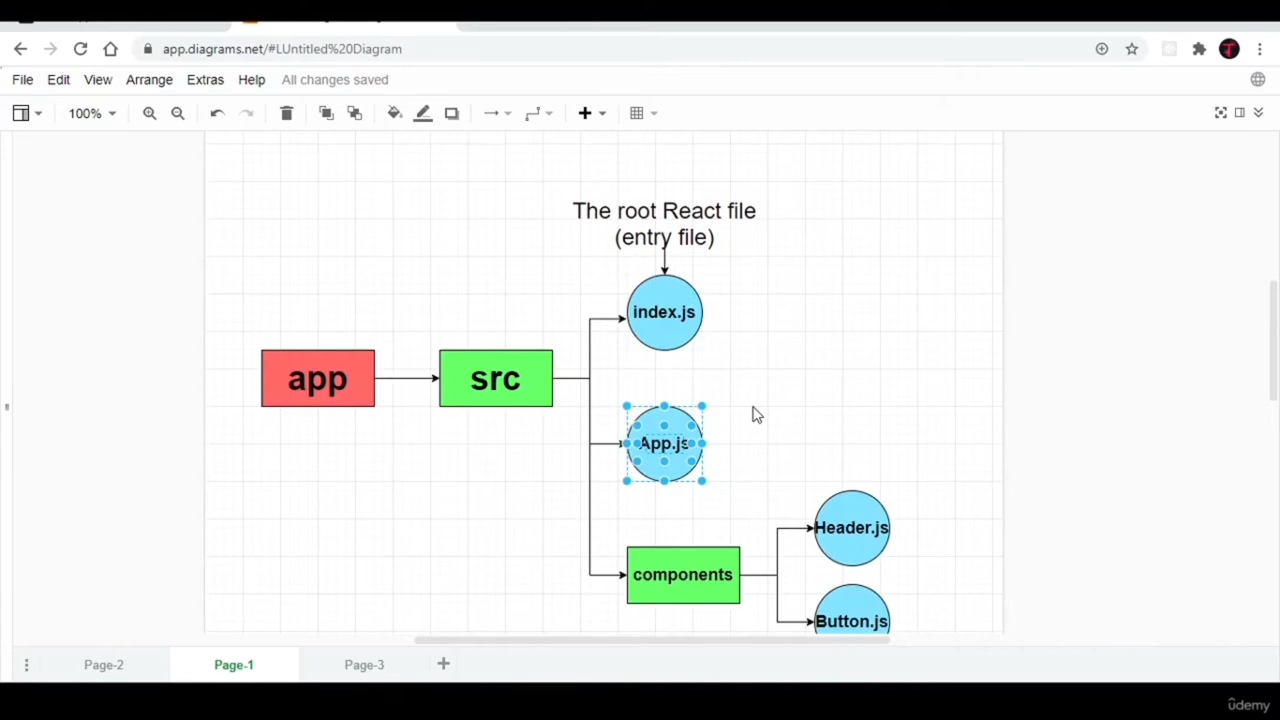 app.diagrams.net/#LUntitled%20Diagram
File Edit View Arrange Extras Help All changes saved
100%
The root React file
(entry file)
index.js
app
src
App.js
Header.js
components
Button.js
Page-2 Page-1 Page-3
ûdemy